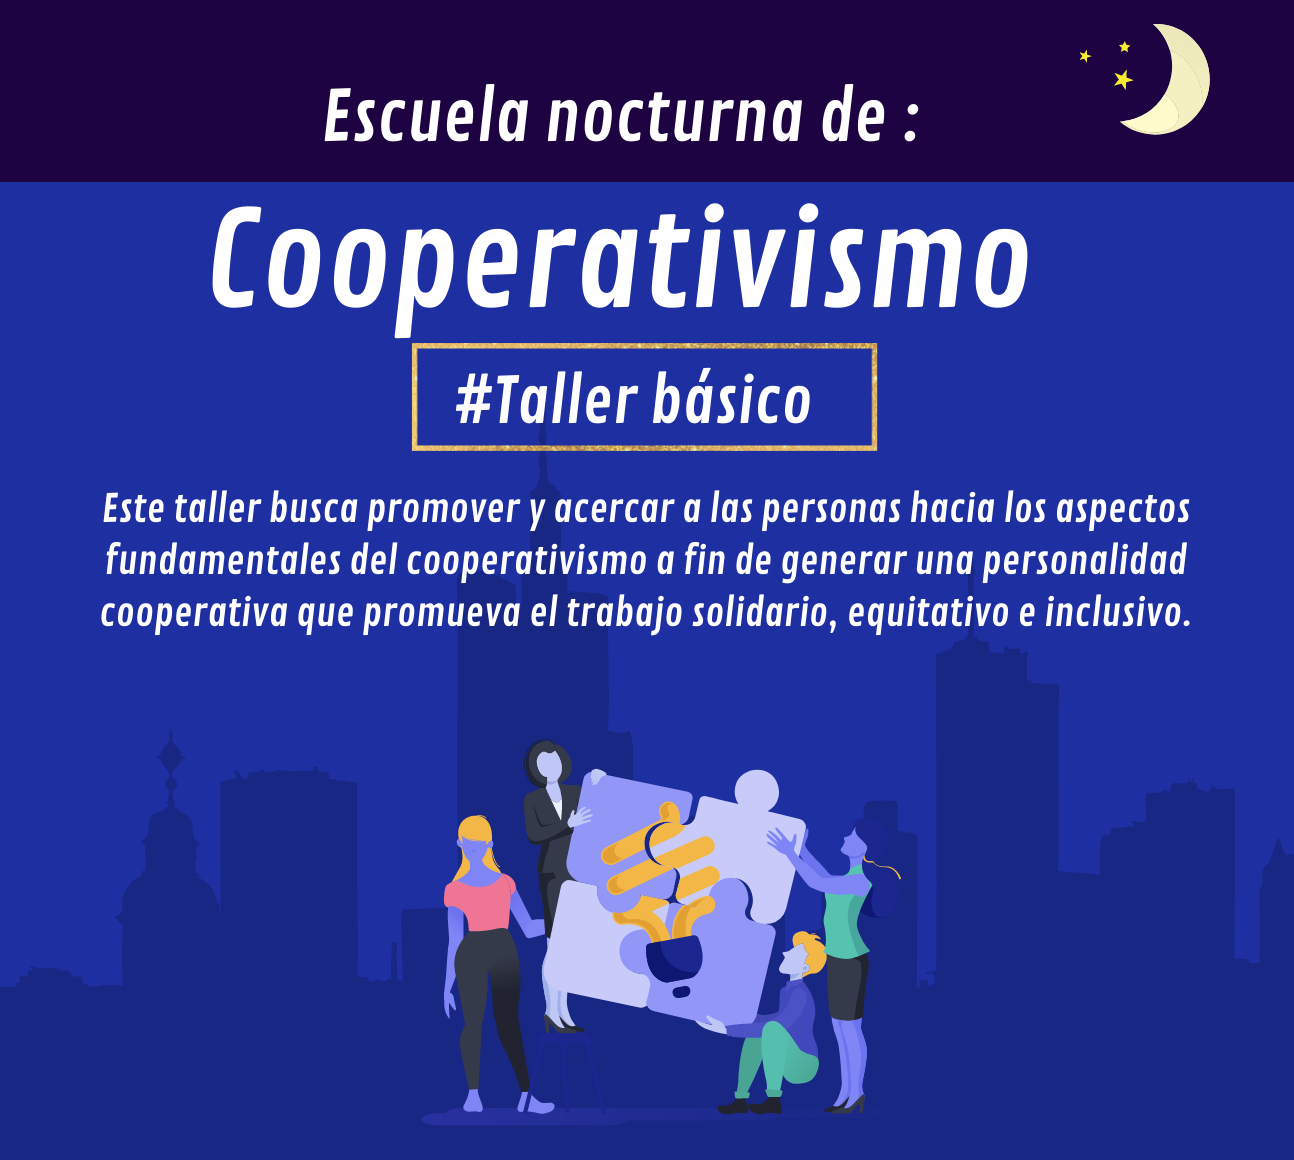 Escuela nocturna de :
Cooperativismo
#Taller básico
Este taller busca promover y acercar a las personas hacia los aspectos
fundamentales del cooperativismo a fin de generar una personalidad
cooperativa que promueva el trabajo solidario, equitativo e inclusivo.